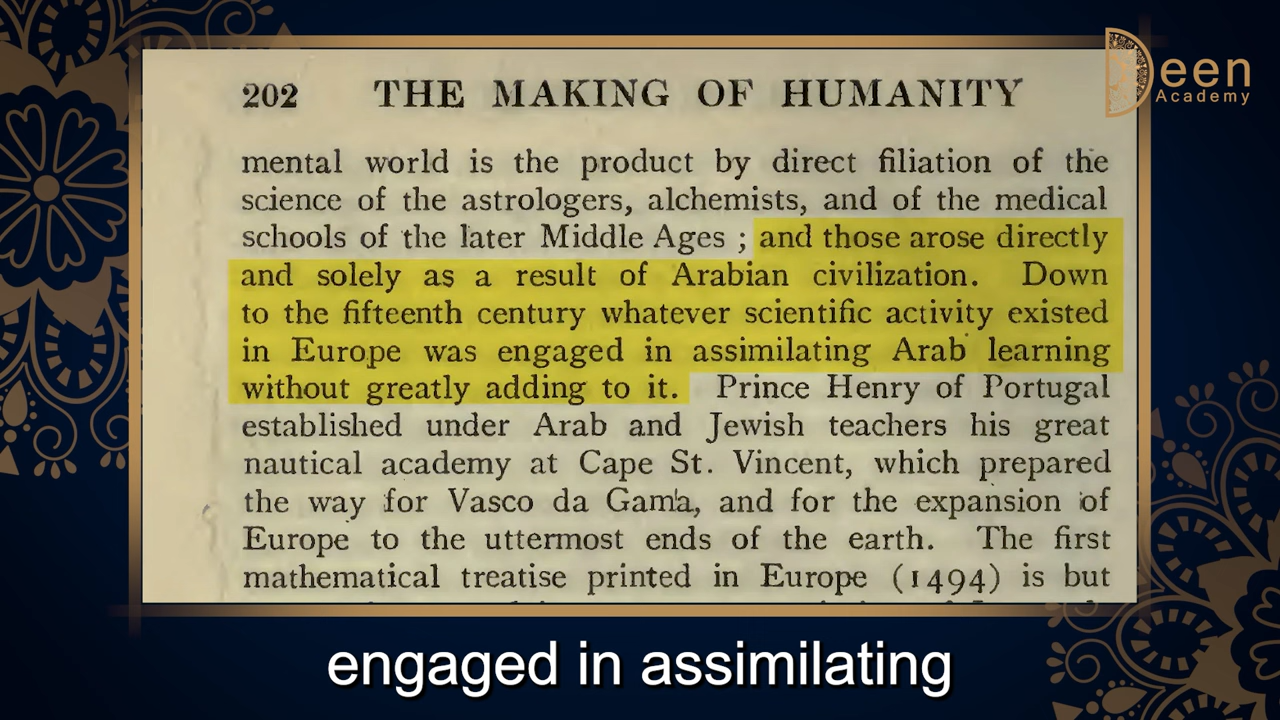 202 THE MAKING OF HUMANITY
Deen
Academy
mental world is the product by direct filiation of the
science of the astrologers, alchemists, and of the medical
schools of the later Middle Ages ; and those arose directly
and solely as a result of Arabian civilization. Down
to the fifteenth century whatever scientific activity existed
in Europe was engaged in assimilating Arab learning
without greatly adding to it. Prince Henry of Portugal
established under Arab and Jewish teachers his great
nautical academy at Cape St. Vincent, which prepared
the way for Vasco da Gama, and for the expansion of
Europe to the uttermost ends of the earth. The first
mathematical treatise printed in Europe (1494) is but
engaged in assimilating